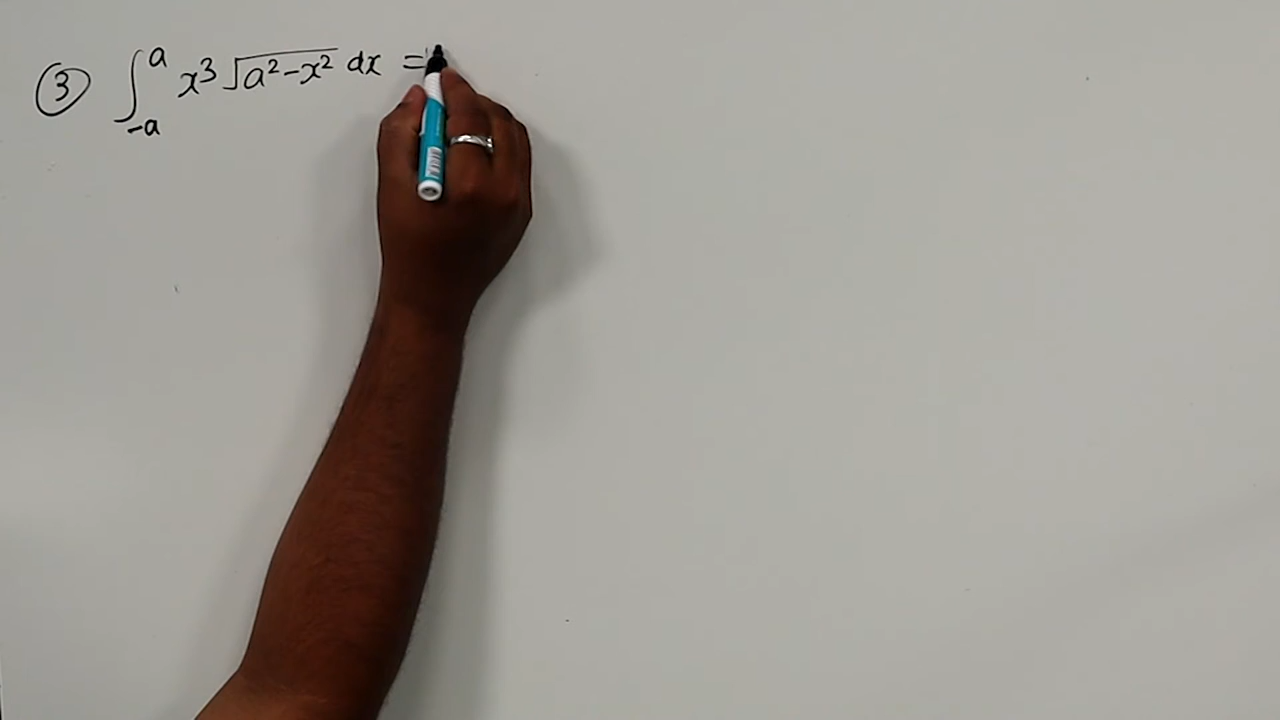 ③ ∫_{-a}^{a} x³ √(a²-x²) dx =